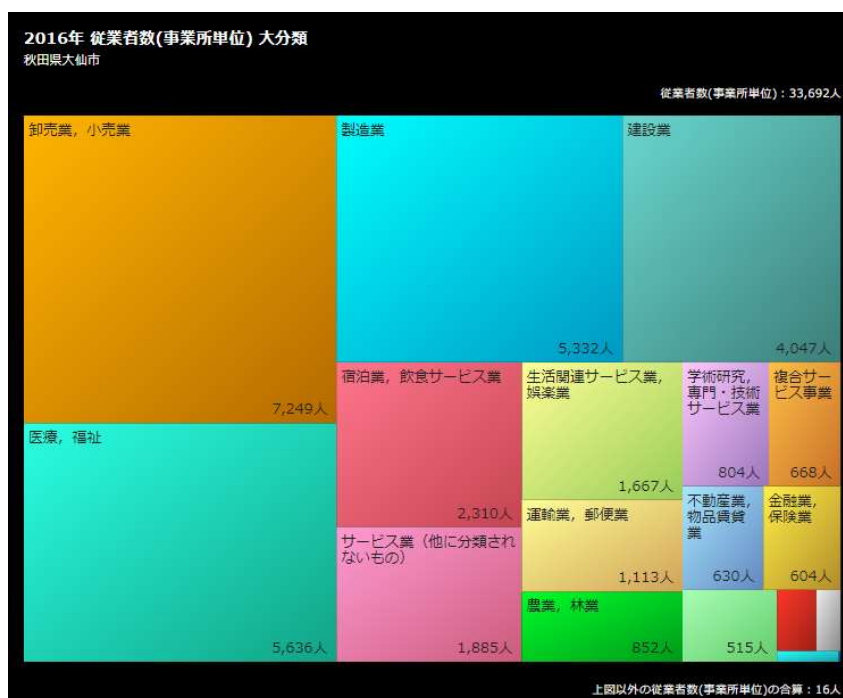 2016年 従業者数(事業所単位) 大分類
秋田県大仙市
従業者数(事業所単位) : 33,692人
卸売業，小売業
7,249人
製造業
5,332人
建設業
4,047人
医療，福祉
5,636人
宿泊業，飲食サービス業
2,310人
サービス業（他に分類され
ないもの）
1,885人
生活関連サービス業，
娯楽業
1,667人
運輸業，郵便業
1,113人
農業，林業
852人
学術研究，
専門・技術
サービス業
804人
複合サー
ビス事業
668人
不動産業，
物品賃貸
業
630人
金融業，
保険業
604人
515人
上図以外の従業者数(事業所単位)の合算 : 16人